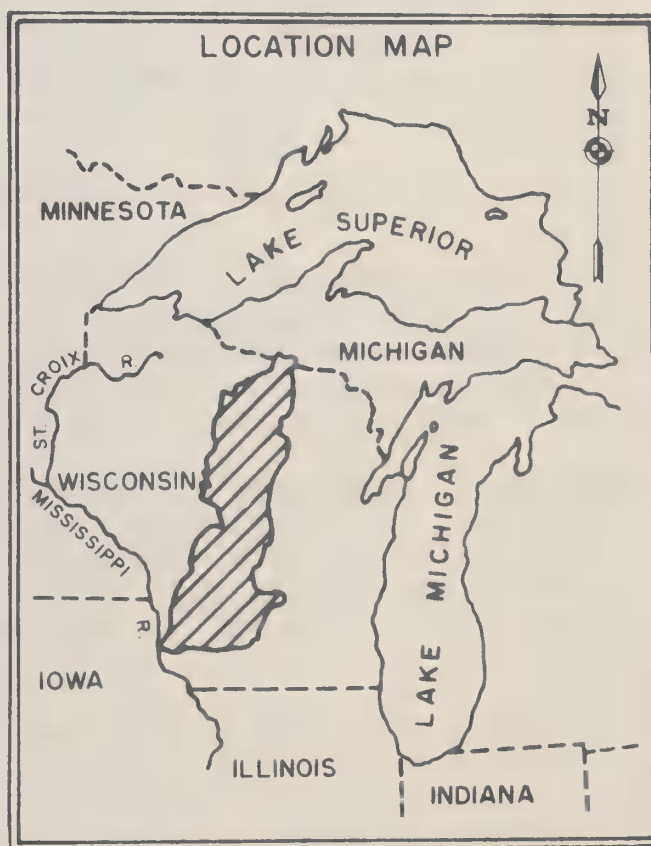 LOCATION MAP
N
MINNESOTA
LAKE SUPERIOR
MICHIGAN
ST. CROIX R.
WISCONSIN
MISSISSIPPI R.
LAKE MICHIGAN
IOWA
ILLINOIS
INDIANA